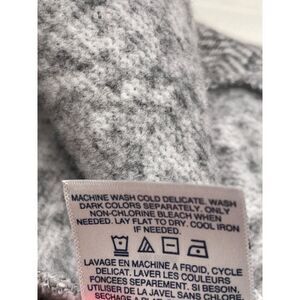 MACHINE WASH COLD DELICATE. WASH
DARK COLORS SEPARATELY. ONLY
NON-CHLORINE BLEACH WHEN
NEEDED. LAY FLAT TO DRY. COOL IRON
IF NEEDED.
LAVAGE EN MACHINE A FROID, CYCLE
DELICAT. LAVER LES COULEURS
FONCEES SEPAREMENT. SI BESOIN,
UTILISER DE LA JAVEL SANS CHLORE.
SECHAGE A PLAT